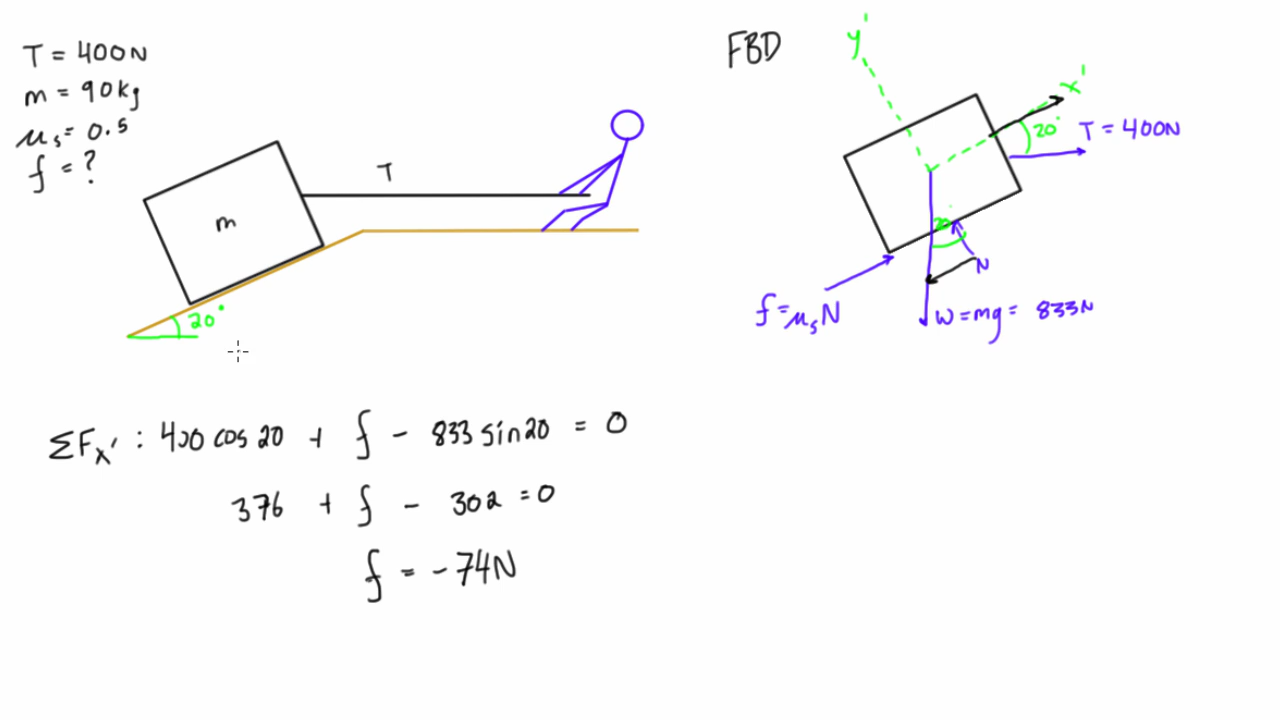 T = 400N
m = 90kg
μs = 0.5
f = ?
m
T
20°
FBD
y'
x'
20°
T = 400N
20°
N
f = μsN
W = mg = 833N
ΣFx' : 400 cos 20 + f - 833 sin 20 = 0
376 + f - 302 = 0
f = -74N